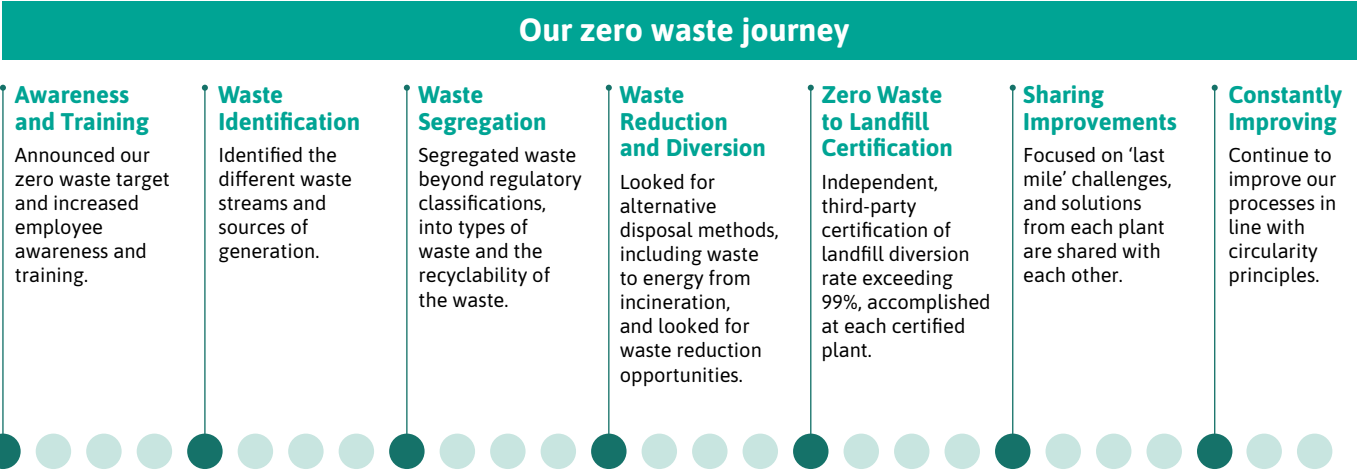 Our zero waste journey
Awareness
and Training
Announced our
zero waste target
and increased
employee
awareness and
training.
Waste
Identification
Identified the
different waste
streams and
sources of
generation.
Waste
Segregation
Segregated waste
beyond regulatory
classifications,
into types of
waste and the
recyclability of
the waste.
Waste
Reduction
and Diversion
Looked for
alternative
disposal methods,
including waste
to energy from
incineration,
and looked for
waste reduction
opportunities.
Zero Waste
to Landfill
Certification
Independent,
third-party
certification of
landfill diversion
rate exceeding
99%, accomplished
at each certified
plant.
Sharing
Improvements
Focused on ‘last
mile’ challenges,
and solutions
from each plant
are shared with
each other.
Constantly
Improving
Continue to
improve our
processes in
line with
circularity
principles.